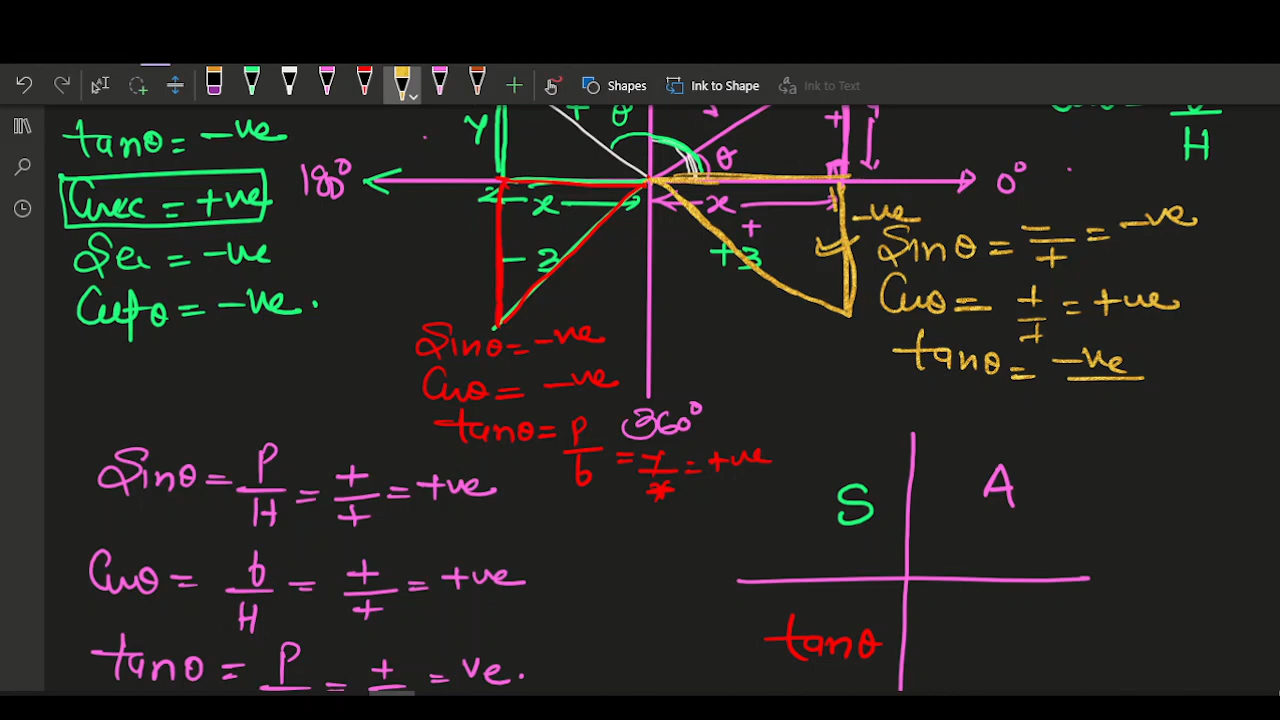 Shapes
Ink to Shape
Ink to Text
tanθ = -ve
Cosec = +ve
Sec = -ve
Cotθ = -ve.
180°
0°
y
+
θ
θ
+
H
x
x
+
-3
+3
-ve
Sinθ = -/+ = -ve
Cosθ = +/+ = +ve
tanθ = -ve
Sinθ = -ve
Cosθ = -ve
tanθ = P/b = y/x = +ve
360°
Sinθ = P/H = +/+ = +ve
Cosθ = b/H = +/+ = +ve
tanθ = P = + = ve.
S
A
tanθ